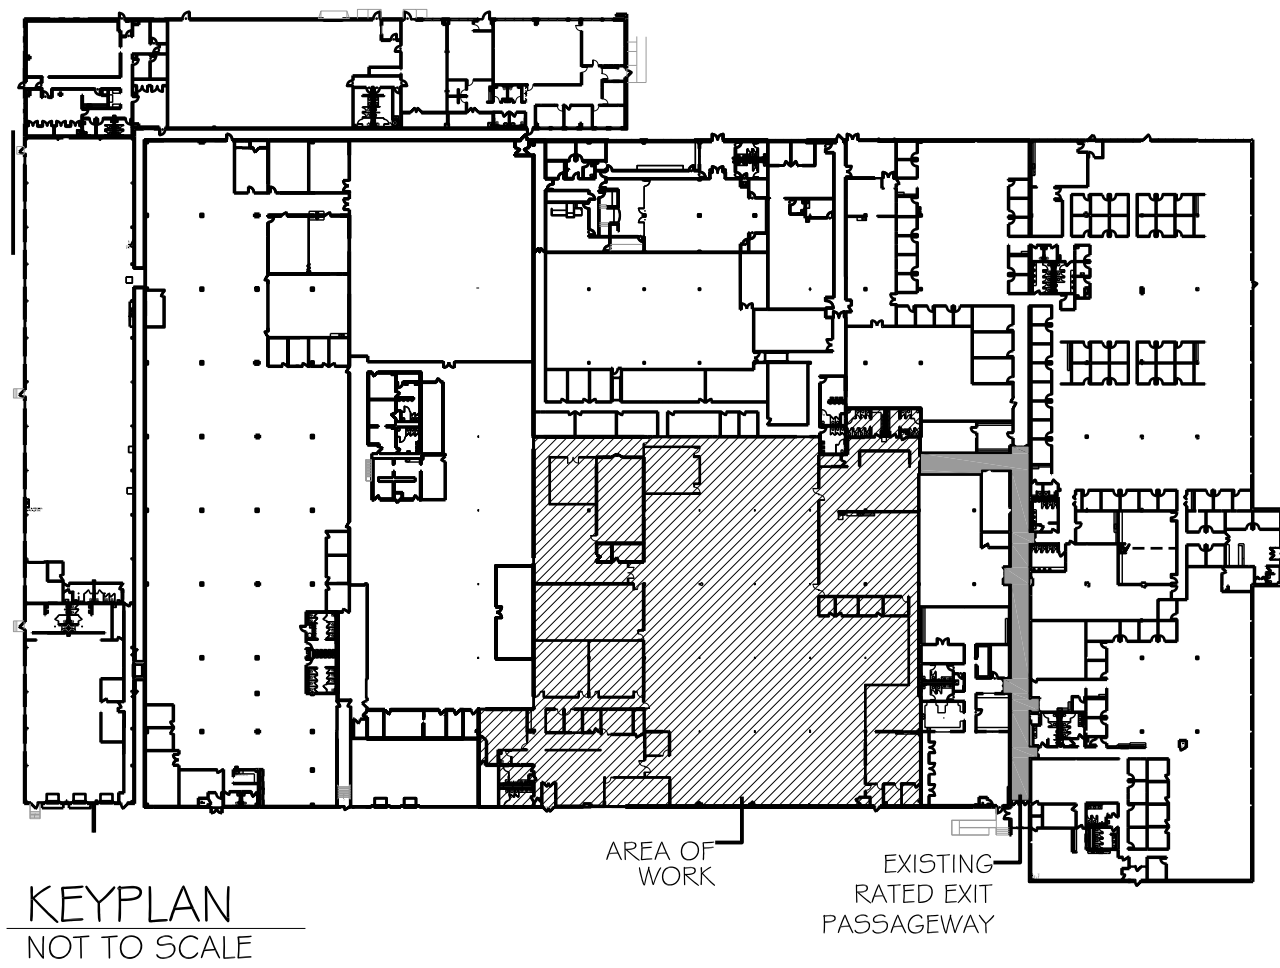 AREA OF
WORK
EXISTING
RATED EXIT
PASSAGEWAY
KEYPLAN
NOT TO SCALE